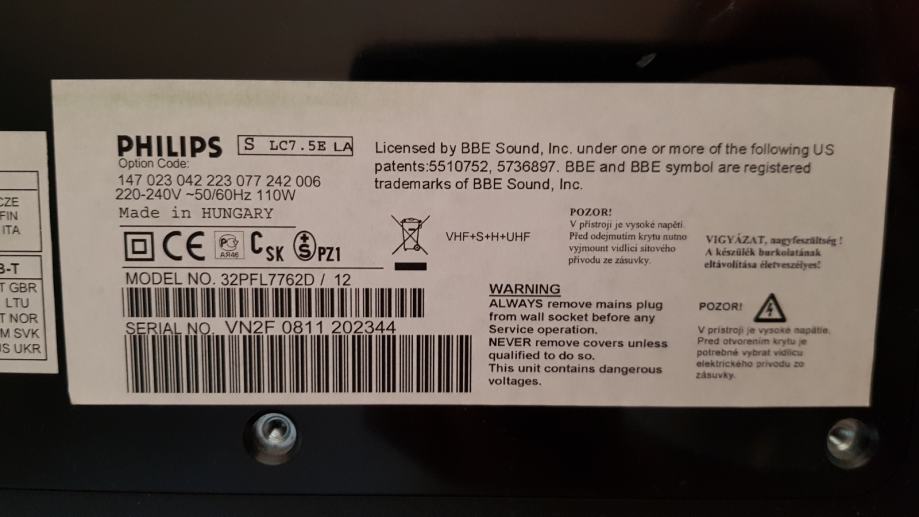 PHILIPS
S LC7.5E LA
Option Code:
147 023 042 223 077 242 006
220-240V ~50/60Hz 110W
Made in HUNGARY
CE
PC
АЯ46
C SK
S PZ1
MODEL NO. 32PFL7762D / 12
SERIAL NO. VN2F 0811 202344
Licensed by BBE Sound, Inc. under one or more of the following US
patents:5510752, 5736897. BBE and BBE symbol are registered
trademarks of BBE Sound, Inc.
VHF+S+H+UHF
POZOR!
V přístroji je vysoké napětí.
Před odejmutím krytu nutno
vyjmout vidlici síťového
přívodu ze zásuvky.
VIGYÁZAT, nagyfeszültség !
A készülék burkolatának
eltávolítása életveszélyes!
WARNING
ALWAYS remove mains plug
from wall socket before any
Service operation.
NEVER remove covers unless
qualified to do so.
This unit contains dangerous
voltages.
POZOR!
V prístroji je vysoké napätie.
Pred otvorením krytu je
potrebné vybrat vidlicu
elektrického prívodu zo
zásuvky.
CZE
FIN
ITA
B-T
T GBR
LTU
T NOR
M SVK
US UKR